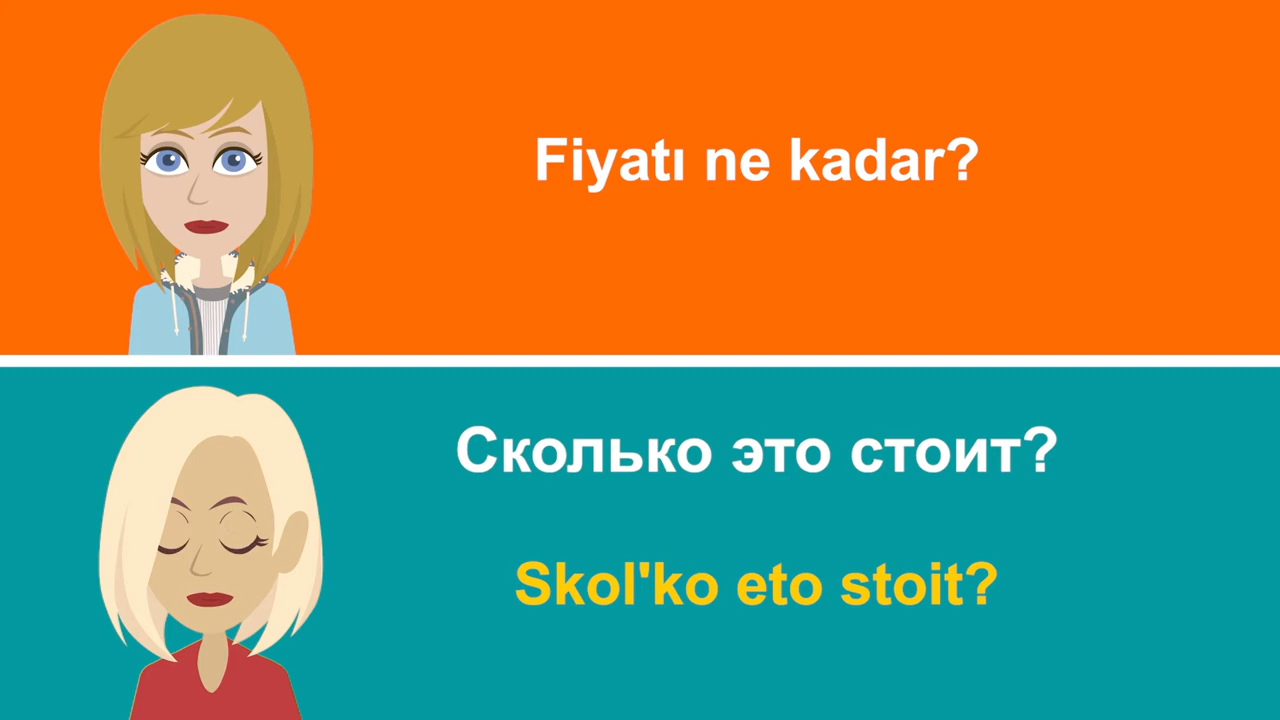 Fiyatı ne kadar?
Сколько это стоит?
Skol'ko eto stoit?